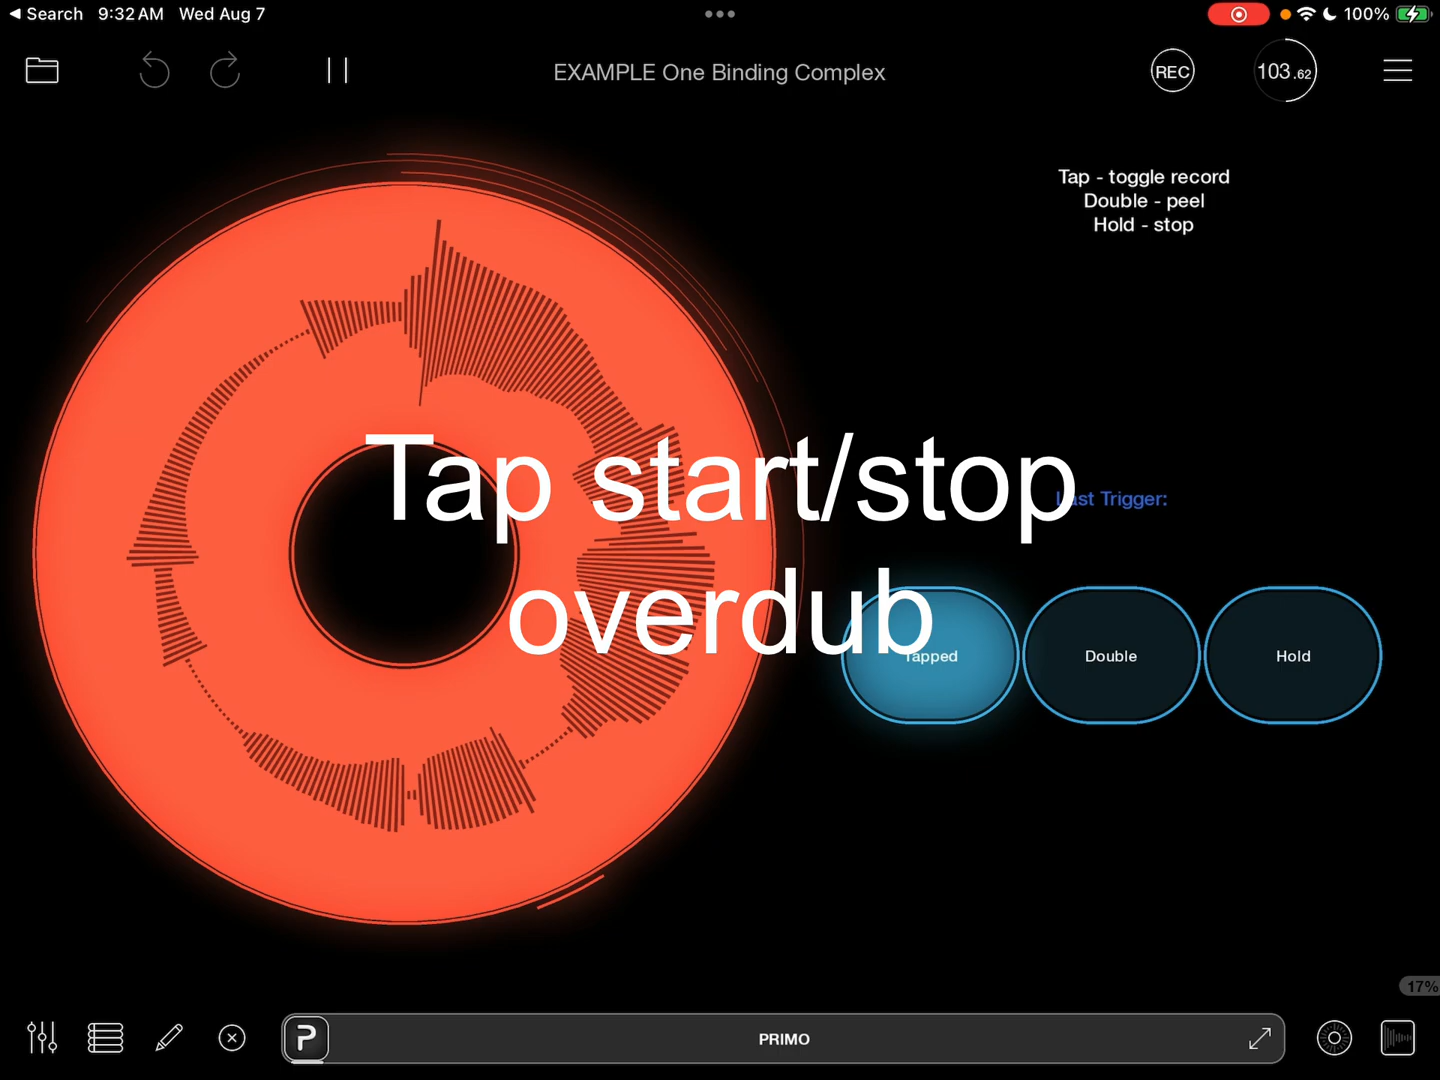 Search 9:32 AM Wed Aug 7
100%
EXAMPLE One Binding Complex
REC
103.62
Tap - toggle record
Double - peel
Hold - stop
Tap start/stop
overdub
Last Trigger:
Tapped
Double
Hold
17%
P
PRIMO